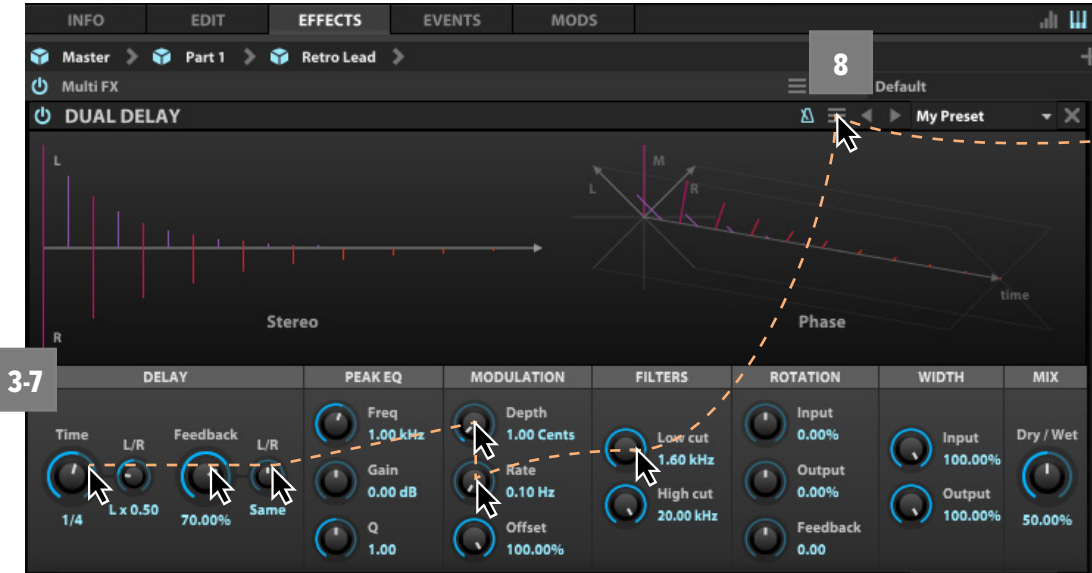 INFO EDIT EFFECTS EVENTS MODS
Master Part 1 Retro Lead
8
Multi FX Default
DUAL DELAY My Preset
L
M
L R
time
Stereo Phase
R
3-7
DELAY PEAK EQ MODULATION FILTERS ROTATION WIDTH MIX
Time L/R Feedback L/R
1/4 L x 0.50 70.00% Same
Freq
1.00 kHz
Gain
0.00 dB
Q
1.00
Depth
1.00 Cents
Rate
0.10 Hz
Offset
100.00%
Low cut
1.60 kHz
High cut
20.00 kHz
Input
0.00%
Output
0.00%
Feedback
0.00
Input
100.00%
Output
100.00%
Dry / Wet
50.00%